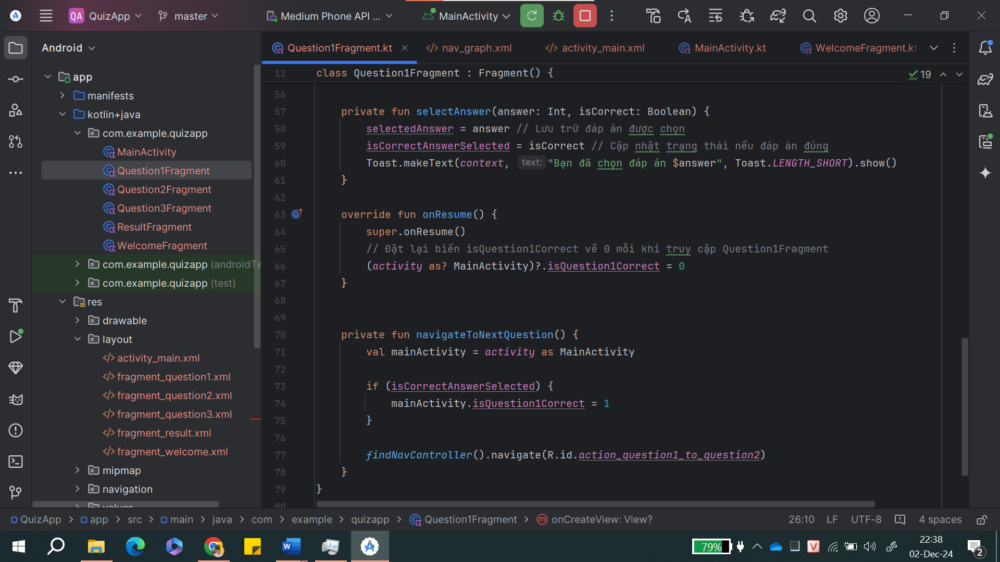 QA QuizApp master Medium Phone API ... MainActivity
Android
Question1Fragment.kt nav_graph.xml activity_main.xml MainActivity.kt WelcomeFragment.kt
app
manifests
kotlin+java
com.example.quizapp
MainActivity
Question1Fragment
Question2Fragment
Question3Fragment
ResultFragment
WelcomeFragment
com.example.quizapp (androidTe
com.example.quizapp (test)
res
drawable
layout
activity_main.xml
fragment_question1.xml
fragment_question2.xml
fragment_question3.xml
fragment_result.xml
fragment_welcome.xml
mipmap
navigation
values
12 class Question1Fragment : Fragment() {
19
56
57 private fun selectAnswer(answer: Int, isCorrect: Boolean) {
58 selectedAnswer = answer // Lưu trữ đáp án được chọn
59 isCorrectAnswerSelected = isCorrect // Cập nhật trạng thái nếu đáp án đúng
60 Toast.makeText(context, text: "Bạn đã chọn đáp án $answer", Toast.LENGTH_SHORT).show()
61 }
62
63 override fun onResume() {
64 super.onResume()
65 // Đặt lại biến isQuestion1Correct về 0 mỗi khi truy cập Question1Fragment
66 (activity as? MainActivity)?.isQuestion1Correct = 0
67 }
68
69
70 private fun navigateToNextQuestion() {
71 val mainActivity = activity as MainActivity
72
73 if (isCorrectAnswerSelected) {
74 mainActivity.isQuestion1Correct = 1
75 }
76
77 findNavController().navigate(R.id.action_question1_to_question2)
78 }
79 }
80
QuizApp > app > src > main > java > com > example > quizapp > Question1Fragment > onCreateView: View? 26:10 LF UTF-8 4 spaces
79% 22:38
02-Dec-24
2